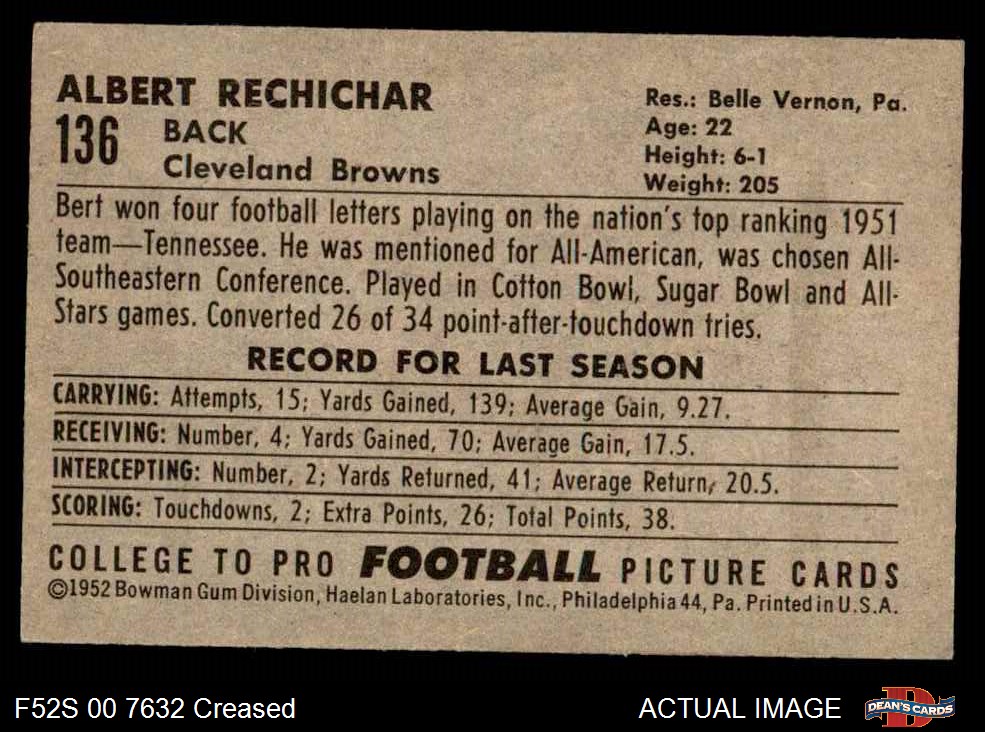 ALBERT RECHICHAR
136 BACK
Cleveland Browns
Res.: Belle Vernon, Pa.
Age: 22
Height: 6-1
Weight: 205
Bert won four football letters playing on the nation's top ranking 1951
team—Tennessee. He was mentioned for All-American, was chosen All-
Southeastern Conference. Played in Cotton Bowl, Sugar Bowl and All-
Stars games. Converted 26 of 34 point-after-touchdown tries.
RECORD FOR LAST SEASON
CARRYING: Attempts, 15; Yards Gained, 139; Average Gain, 9.27.
RECEIVING: Number, 4; Yards Gained, 70; Average Gain, 17.5.
INTERCEPTING: Number, 2; Yards Returned, 41; Average Return, 20.5.
SCORING: Touchdowns, 2; Extra Points, 26; Total Points, 38.
COLLEGE TO PRO FOOTBALL PICTURE CARDS
©1952 Bowman Gum Division, Haelan Laboratories, Inc., Philadelphia 44, Pa. Printed in U.S.A.
F52S 00 7632 Creased
ACTUAL IMAGE
D
DEAN'S CARDS